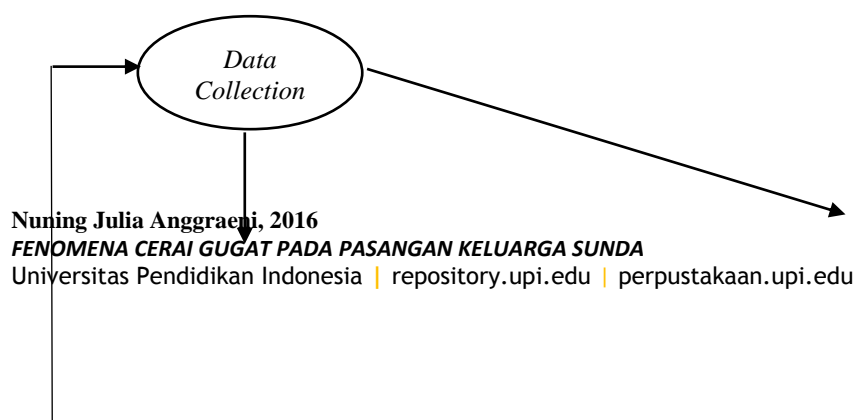 Data
Collection
Nuning Julia Anggraeni, 2016
FENOMENA CERAI GUGAT PADA PASANGAN KELUARGA SUNDA
Universitas Pendidikan Indonesia | repository.upi.edu | perpustakaan.upi.edu